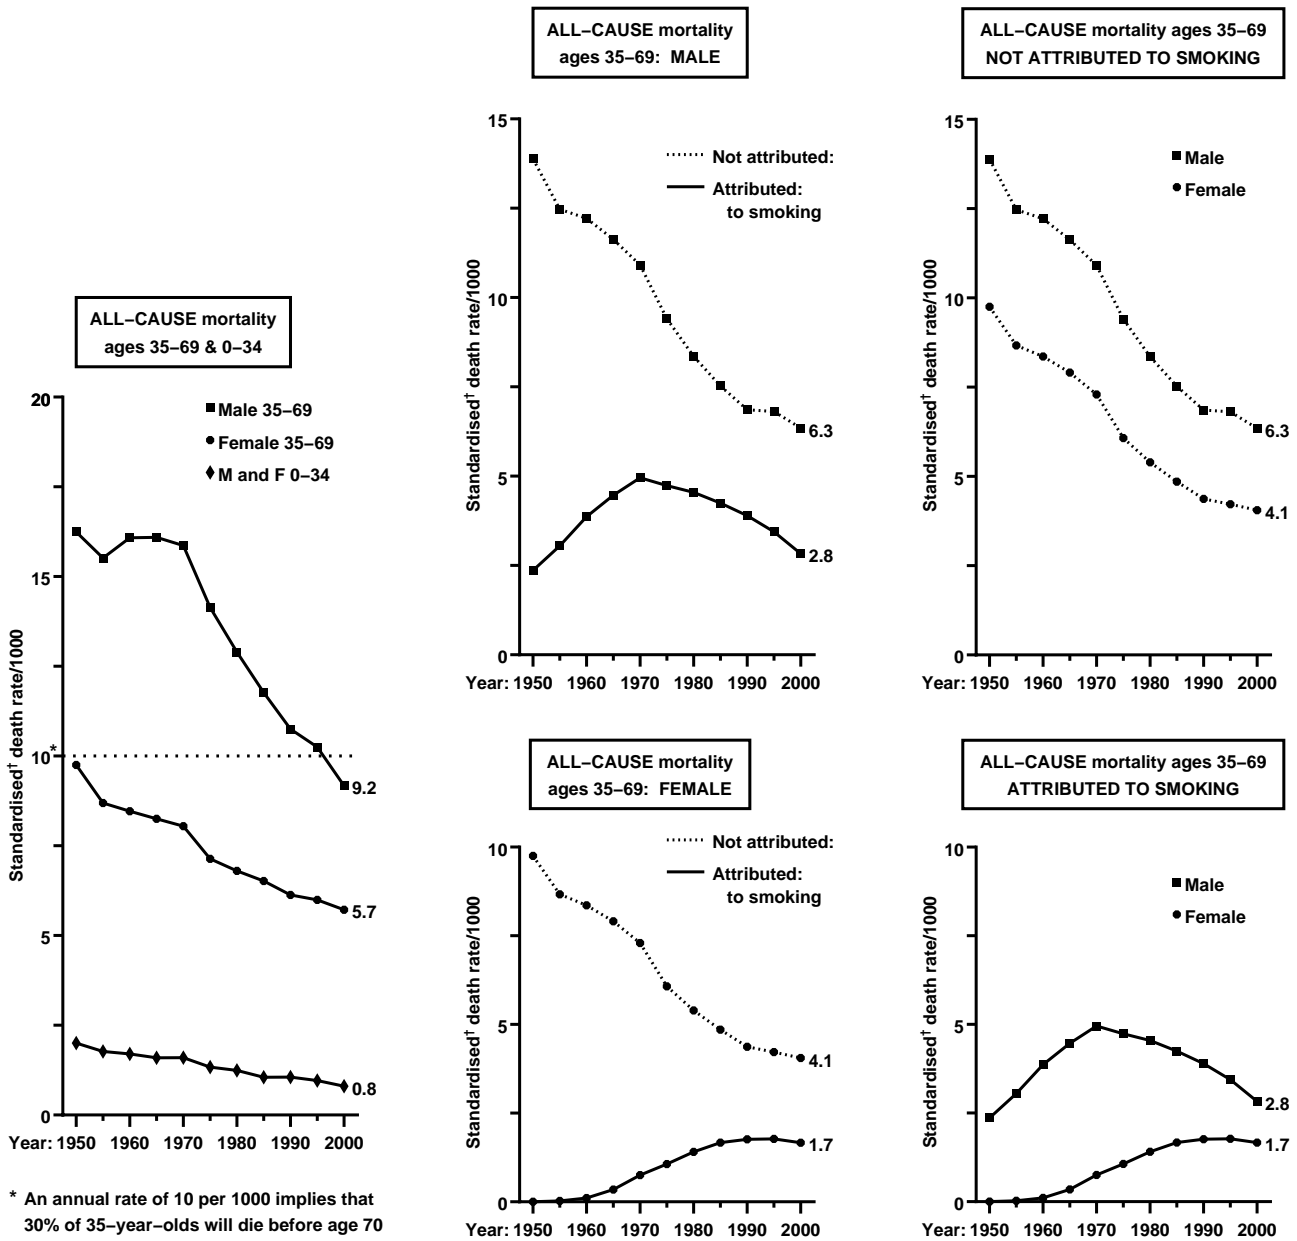 ALL−CAUSE mortality
ages 35−69 & 0−34
Standardised† death rate/1000
20
15
10
5
0
*
Male 35−69
Female 35−69
M and F 0−34
9.2
5.7
0.8
Year: 1950 1960 1970 1980 1990 2000
* An annual rate of 10 per 1000 implies that
30% of 35−year−olds will die before age 70
ALL−CAUSE mortality
ages 35−69: MALE
Standardised† death rate/1000
15
10
5
0
Not attributed:
Attributed:
to smoking
6.3
2.8
Year: 1950 1960 1970 1980 1990 2000
ALL−CAUSE mortality ages 35−69
NOT ATTRIBUTED TO SMOKING
Standardised† death rate/1000
15
10
5
0
Male
Female
6.3
4.1
Year: 1950 1960 1970 1980 1990 2000
ALL−CAUSE mortality
ages 35−69: FEMALE
Standardised† death rate/1000
10
5
0
Not attributed:
Attributed:
to smoking
4.1
1.7
Year: 1950 1960 1970 1980 1990 2000
ALL−CAUSE mortality ages 35−69
ATTRIBUTED TO SMOKING
Standardised† death rate/1000
10
5
0
Male
Female
2.8
1.7
Year: 1950 1960 1970 1980 1990 2000